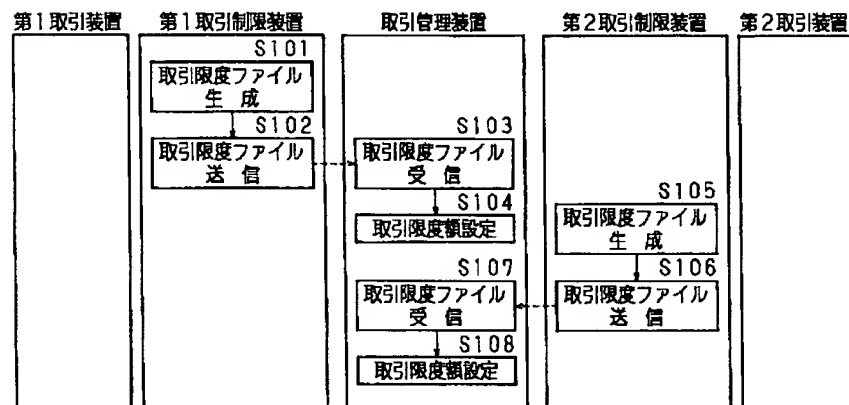 第1取引装置
第1取引制限装置
取引管理装置
第2取引制限装置
第2取引装置
S101
取引限度ファイル
生成
S102
取引限度ファイル
送信
S103
取引限度ファイル
受信
S104
取引限度額設定
S105
取引限度ファイル
生成
S106
取引限度ファイル
送信
S107
取引限度ファイル
受信
S108
取引限度額設定